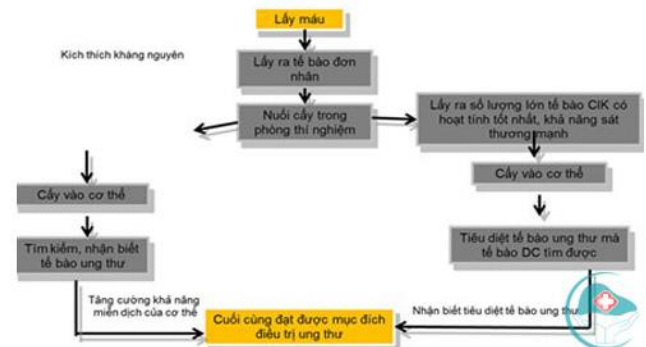 Lấy máu
Kích thích kháng nguyên
Lấy ra tế bào đơn
nhân
Nuôi cấy trong
phòng thí nghiệm
Lấy ra số lượng lớn tế bào CIK có
hoạt tính tốt nhất, khả năng sát
thương mạnh
Cấy vào cơ thể
Cấy vào cơ thể
Tìm kiếm, nhận biết
tế bào ung thư
Tiêu diệt tế bào ung thư mà
tế bào DC tìm được
Tăng cường khả năng
miễn dịch của cơ thể
Cuối cùng đạt được mục đích
điều trị ung thư
Nhận biết tiêu diệt tế bào ung thư